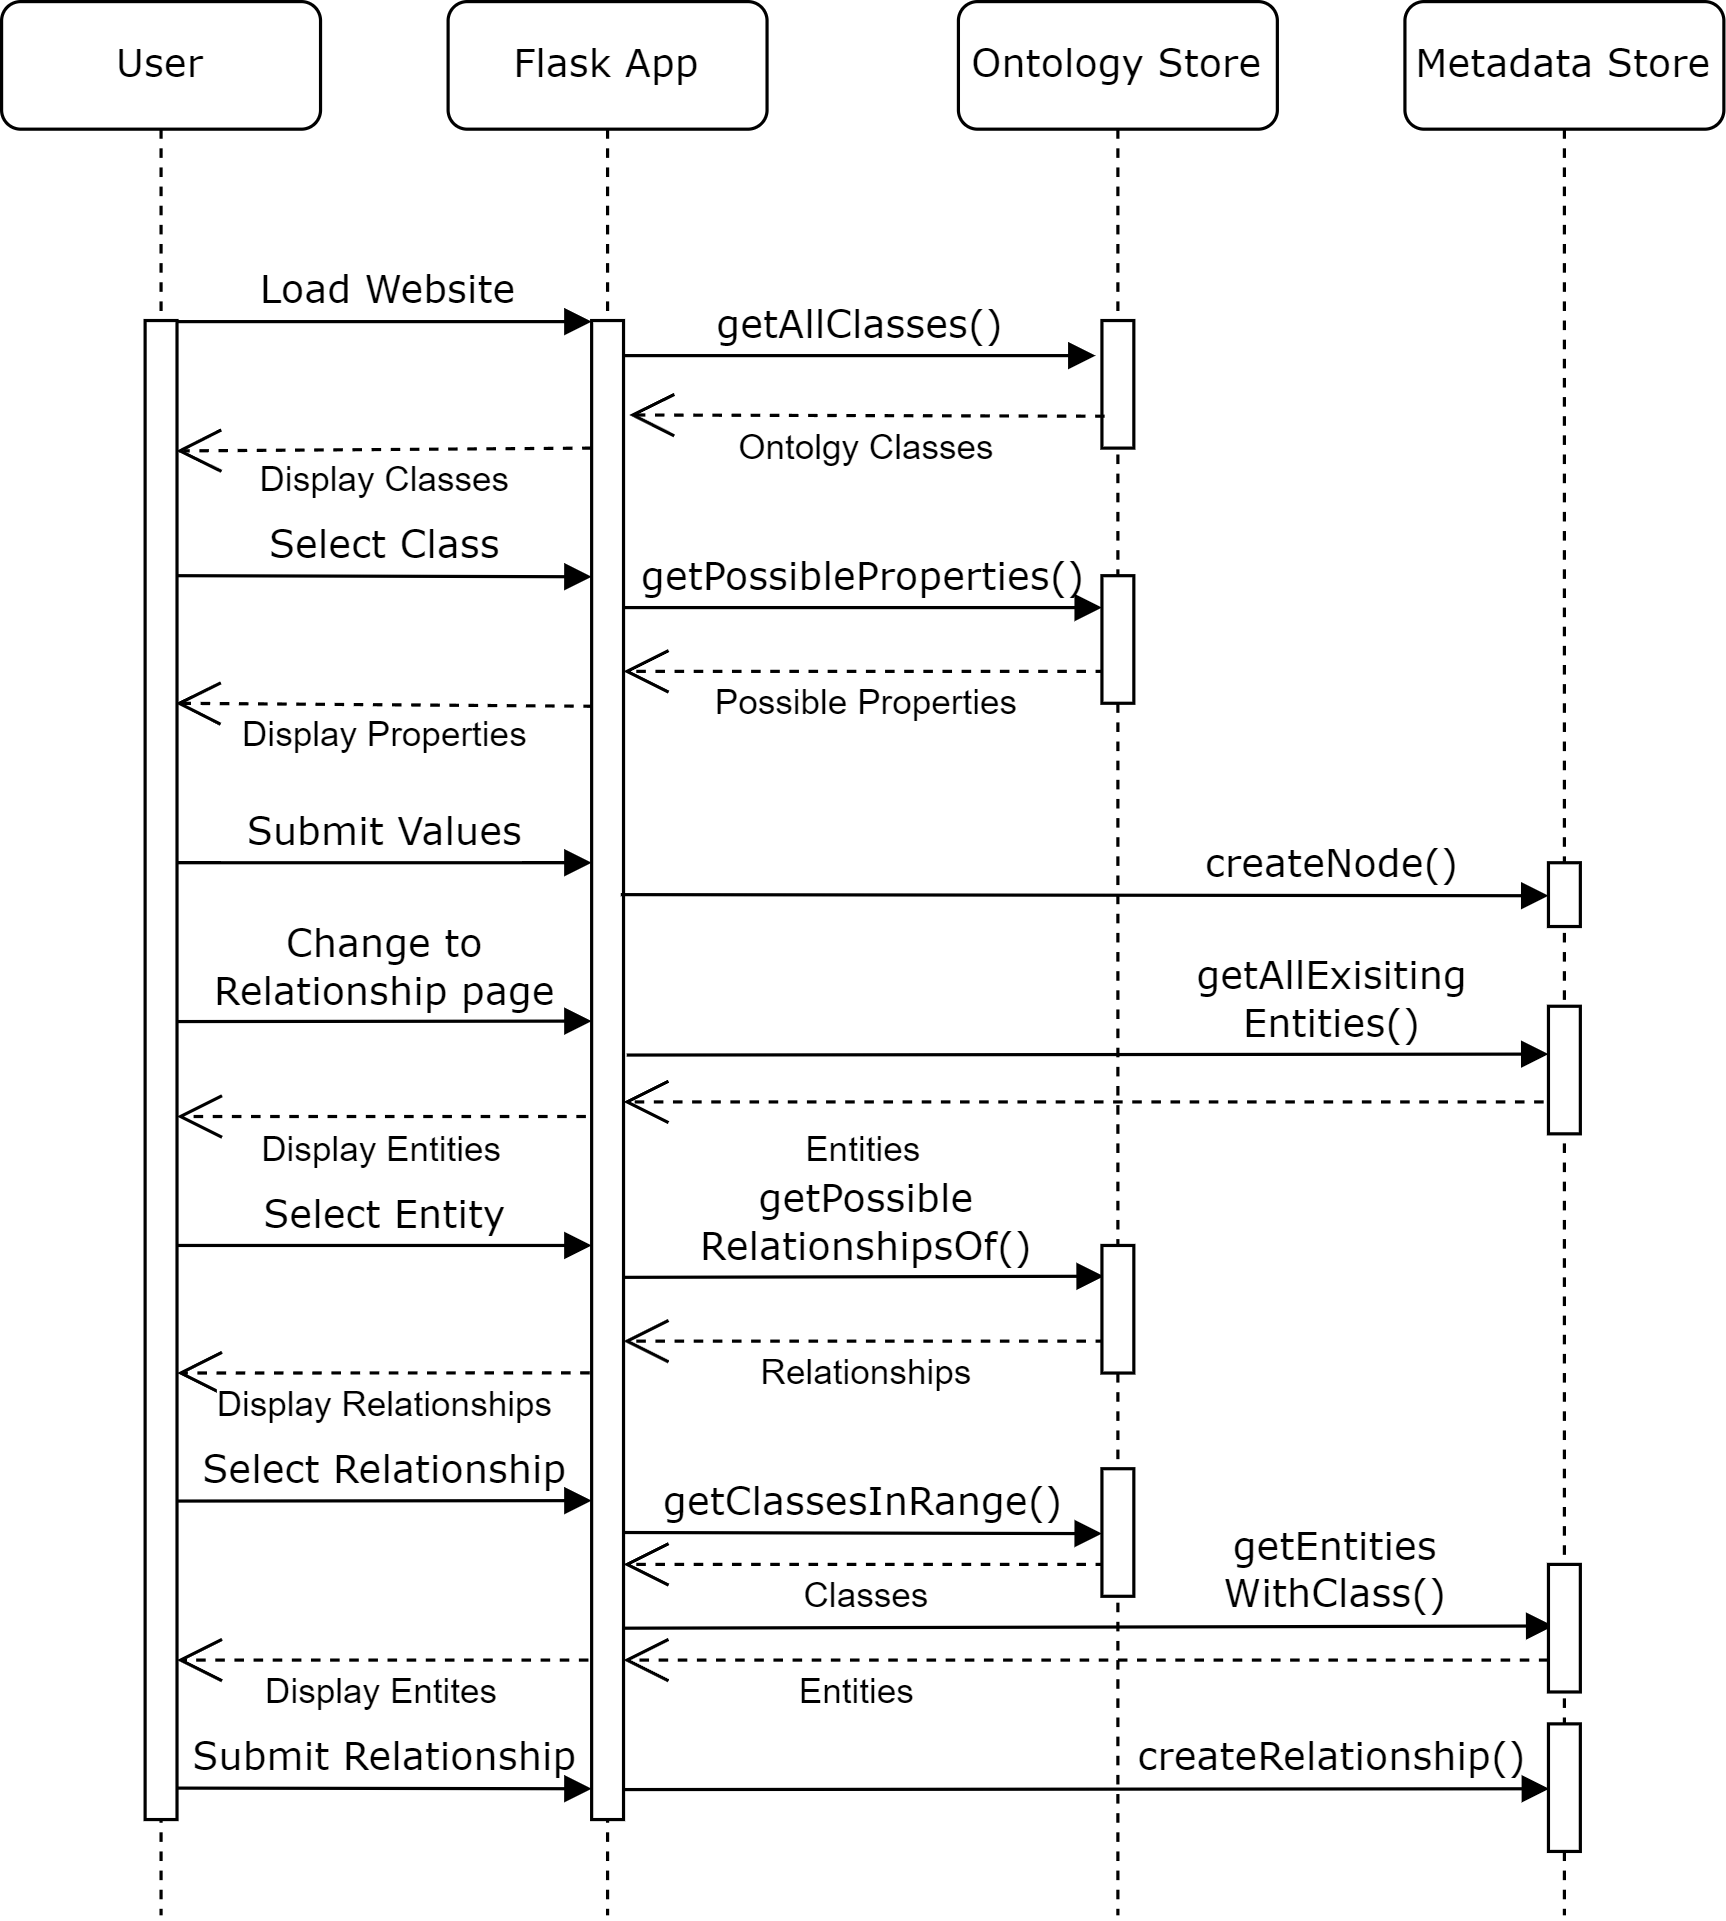 User
Flask App
Ontology Store
Metadata Store
Load Website
getAllClasses()
Ontolgy Classes
Display Classes
Select Class
getPossibleProperties()
Possible Properties
Display Properties
Submit Values
createNode()
Change to
Relationship page
getAllExisiting
Entities()
Display Entities
Entities
getPossible
RelationshipsOf()
Select Entity
Relationships
Display Relationships
Select Relationship
getClassesInRange()
Classes
getEntities
WithClass()
Display Entites
Entities
Submit Relationship
createRelationship()